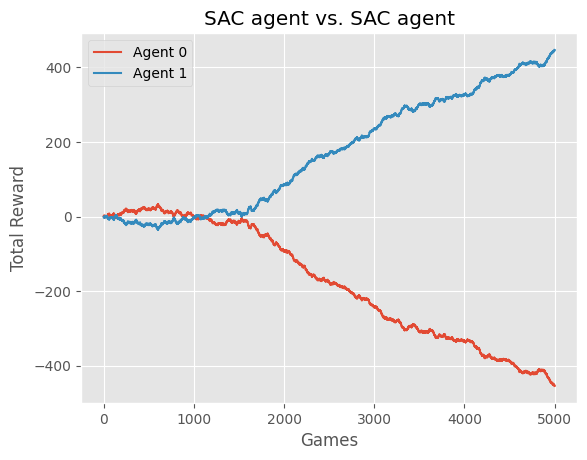 SAC agent vs. SAC agent
Agent 0
Agent 1
Total Reward
400
200
0
−200
−400
0 1000 2000 3000 4000 5000
Games